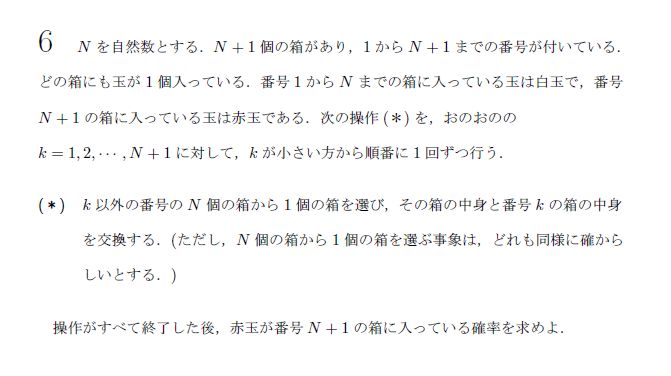 6 N を自然数とする．N + 1 個の箱があり，1 から N + 1 までの番号が付いている．
どの箱にも玉が 1 個入っている．番号 1 から N までの箱に入っている玉は白玉で，番号
N + 1 の箱に入っている玉は赤玉である．次の操作 (＊) を，おのおのの
k = 1, 2, ⋯ , N + 1 に対して，k が小さい方から順番に 1 回ずつ行う．
(＊) k 以外の番号の N 個の箱から 1 個の箱を選び，その箱の中身と番号 k の箱の中身
を交換する．(ただし，N 個の箱から 1 個の箱を選ぶ事象は，どれも同様に確から
しいとする．)
操作がすべて終了した後，赤玉が番号 N + 1 の箱に入っている確率を求めよ．